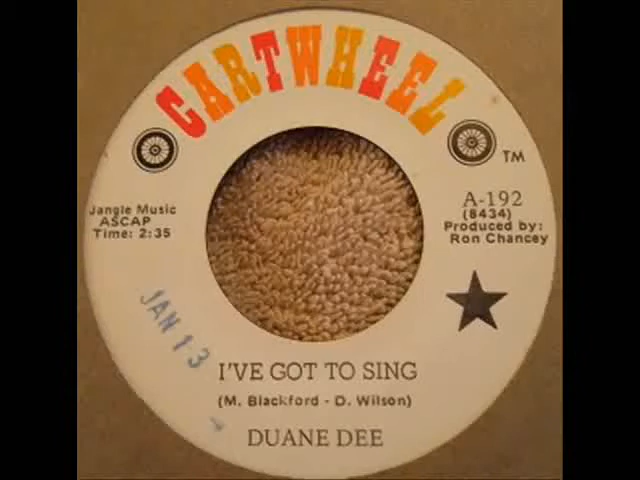 CARTWHEEL
TM
Jangle Music
ASCAP
Time: 2:35
A-192
(8434)
Produced by:
Ron Chancey
JAN 13
I'VE GOT TO SING
(M. Blackford - D. Wilson)
DUANE DEE